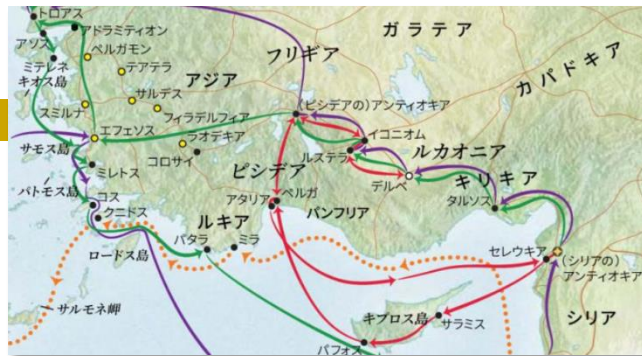 トロアス
アドラミティオン
アソス
ペルガモン
ミテレネ
テアテラ
キオス島
アジア
サルデス
スミルナ
フィラデルフィア
エフェソス
ラオデキア
サモス島
コロサイ
ミレトス
パトモス島
コス
クニドス
ロードス島
サルモネ岬
フリギア
ガラテア
カパドキア
(ピシデアの)アンティオキア
イコニオム
ルステラ
ルカオニア
ピシデア
デルベ
キリキア
タルソス
アタリア
ペルガ
パンフリア
ルキア
パタラ
ミラ
セレウキア
(シリアの)
アンティオキア
キプロス島
サラミス
パフォス
シリア